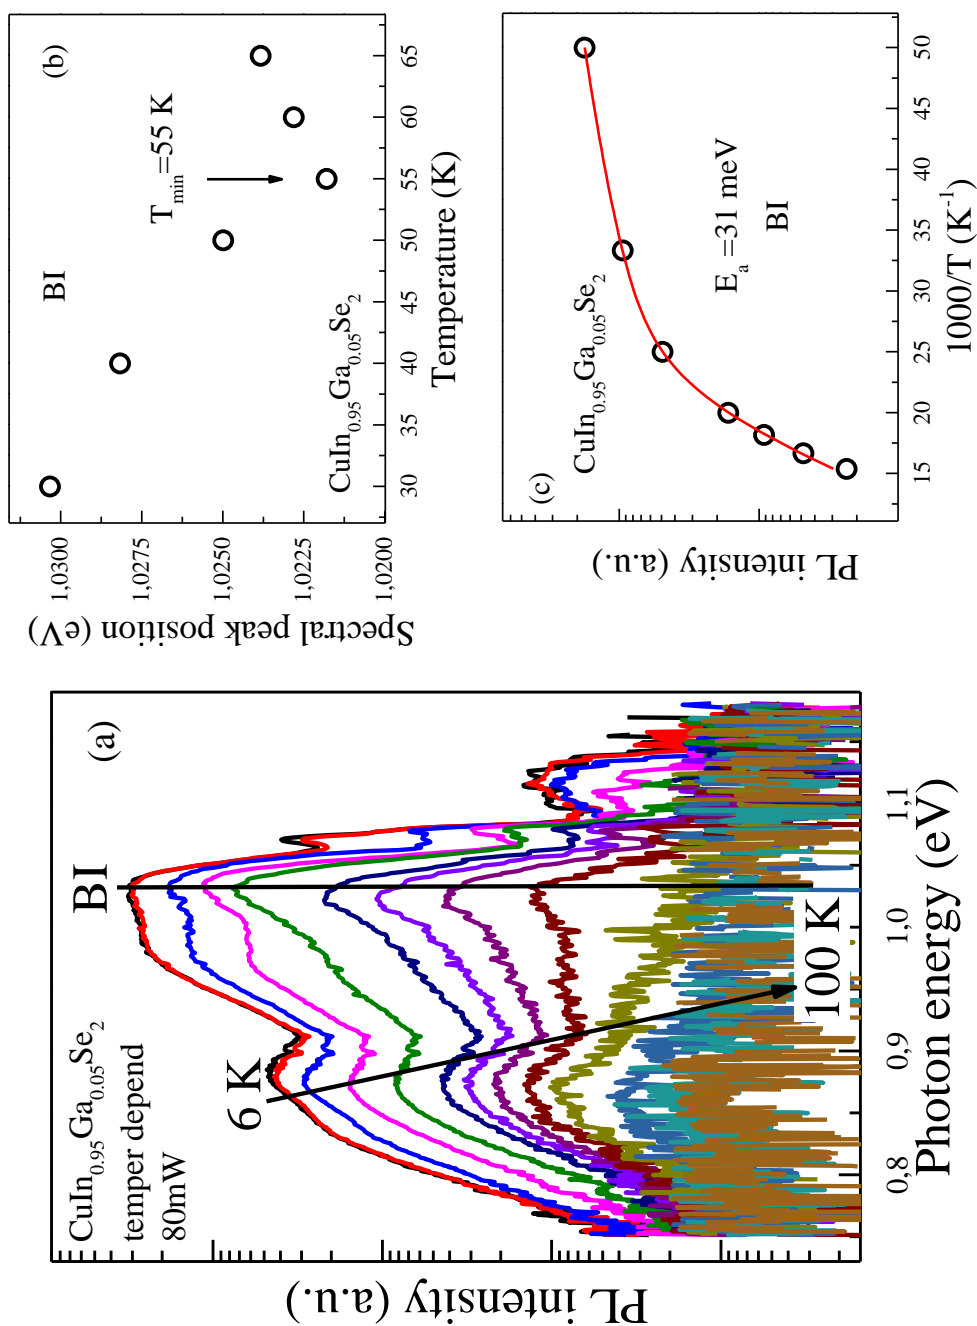 (a)
CuIn0.95Ga0.05Se2
temper depend
80mW
6 K
BI
100 K
PL intensity (a.u.)
0,8 0,9 1,0 1,1
Photon energy (eV)
(b)
BI
Tmin=55 K
CuIn0.95Ga0.05Se2
Spectral peak position (eV)
1,0300
1,0275
1,0250
1,0225
1,0200
30 35 40 45 50 55 60 65
Temperature (K)
(c)
CuIn0.95Ga0.05Se2
Ea =31 meV
BI
PL intensity (a.u.)
15 20 25 30 35 40 45 50
1000/T (K-1)